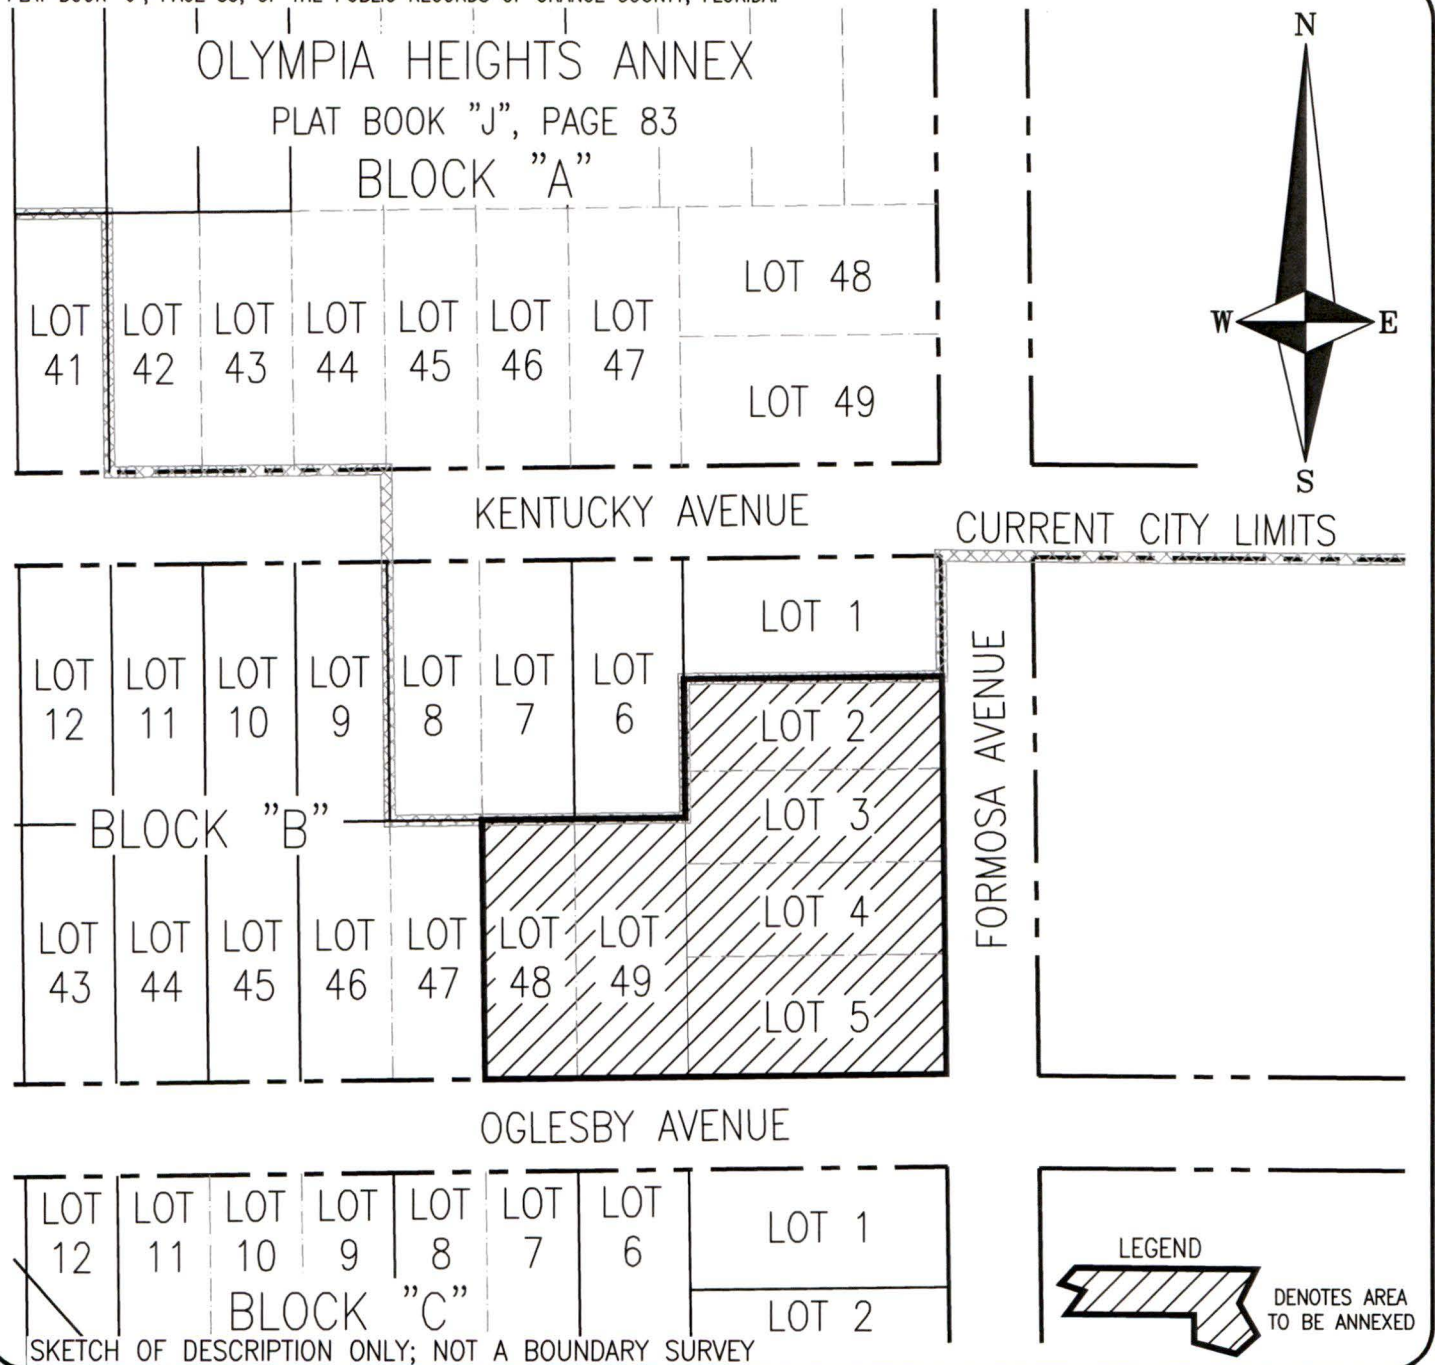 OLYMPIA HEIGHTS ANNEX
PLAT BOOK "J", PAGE 83
BLOCK "A"
N
W E
S
LOT 41
LOT 42
LOT 43
LOT 44
LOT 45
LOT 46
LOT 47
LOT 48
LOT 49
KENTUCKY AVENUE
CURRENT CITY LIMITS
LOT 12
LOT 11
LOT 10
LOT 9
LOT 8
LOT 7
LOT 6
LOT 1
LOT 2
LOT 3
LOT 4
LOT 5
FORMOSA AVENUE
BLOCK "B"
LOT 43
LOT 44
LOT 45
LOT 46
LOT 47
LOT 48
LOT 49
OGLESBY AVENUE
LOT 12
LOT 11
LOT 10
LOT 9
LOT 8
LOT 7
LOT 6
LOT 1
LOT 2
BLOCK "C"
LEGEND
DENOTES AREA
TO BE ANNEXED
SKETCH OF DESCRIPTION ONLY; NOT A BOUNDARY SURVEY